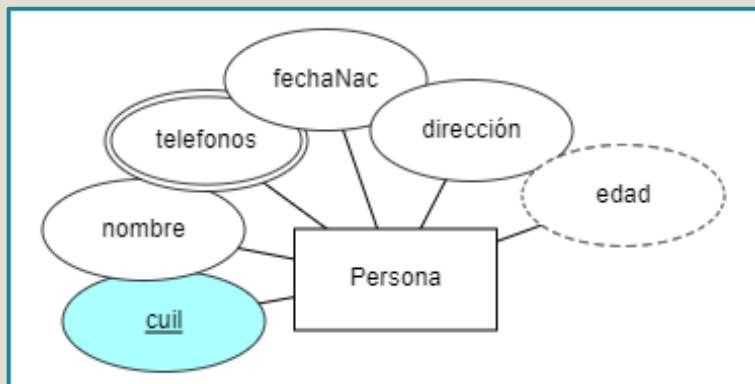 fechaNac
telefonos
dirección
edad
nombre
Persona
cuil